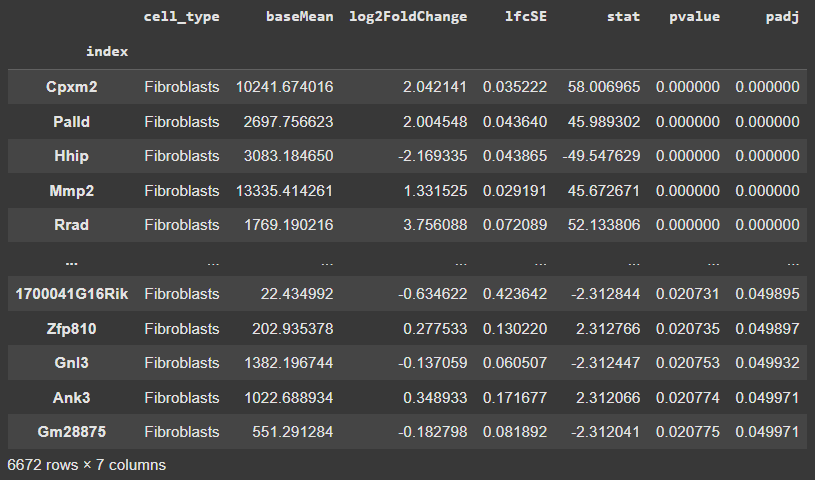 cell_type baseMean log2FoldChange lfcSE stat pvalue padj
index
Cpxm2 Fibroblasts 10241.674016 2.042141 0.035222 58.006965 0.000000 0.000000
Palld Fibroblasts 2697.756623 2.004548 0.043640 45.989302 0.000000 0.000000
Hhip Fibroblasts 3083.184650 -2.169335 0.043865 -49.547629 0.000000 0.000000
Mmp2 Fibroblasts 13335.414261 1.331525 0.029191 45.672671 0.000000 0.000000
Rrad Fibroblasts 1769.190216 3.756088 0.072089 52.133806 0.000000 0.000000
... ... ... ... ... ... ... ...
1700041G16Rik Fibroblasts 22.434992 -0.634622 0.423642 -2.312844 0.020731 0.049895
Zfp810 Fibroblasts 202.935378 0.277533 0.130220 2.312766 0.020735 0.049897
Gnl3 Fibroblasts 1382.196744 -0.137059 0.060507 -2.312447 0.020753 0.049932
Ank3 Fibroblasts 1022.688934 0.348933 0.171677 2.312066 0.020774 0.049971
Gm28875 Fibroblasts 551.291284 -0.182798 0.081892 -2.312041 0.020775 0.049971
6672 rows × 7 columns